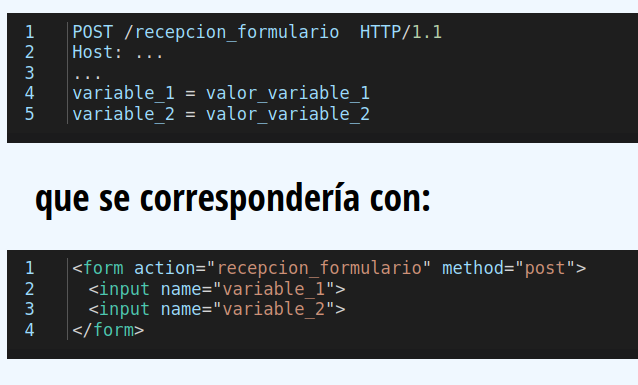 1 POST /recepcion_formulario  HTTP/1.1
2 Host: ...
3 ...
4 variable_1 = valor_variable_1
5 variable_2 = valor_variable_2
que se correspondería con:
1 <form action="recepcion_formulario" method="post">
2   <input name="variable_1">
3   <input name="variable_2">
4 </form>